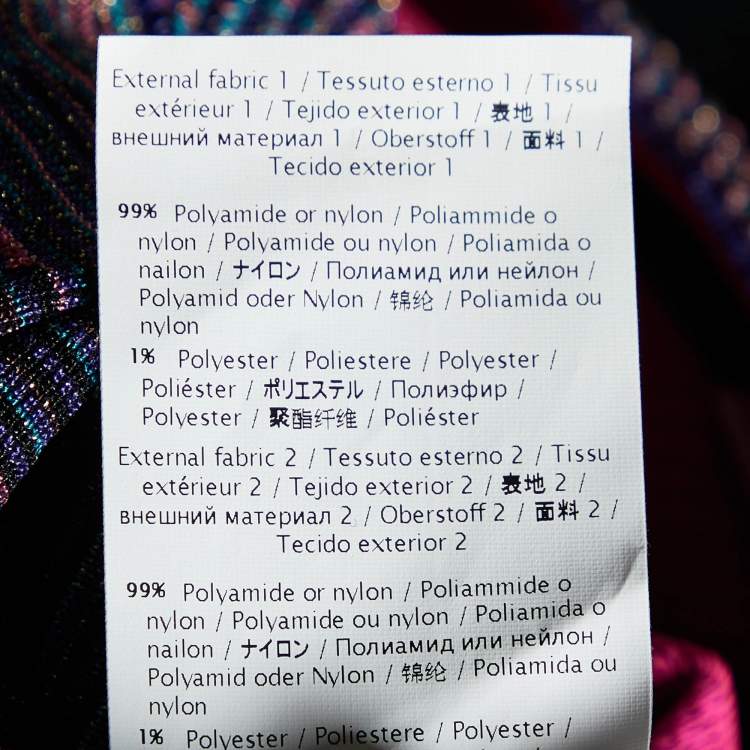 External fabric 1 / Tessuto esterno 1 / Tissu
extérieur 1 / Tejido exterior 1 / 表地 1 /
внешний материал 1 / Oberstoff 1 / 面料 1 /
Tecido exterior 1
99% Polyamide or nylon / Poliammide o
nylon / Polyamide ou nylon / Poliamida o
nailon / ナイロン / Полиамид или нейлон /
Polyamid oder Nylon / 锦纶 / Poliamida ou
nylon
1% Polyester / Poliestere / Polyester /
Poliéster / ポリエステル / Полиэфир /
Polyester / 聚酯纤维 / Poliéster
External fabric 2 / Tessuto esterno 2 / Tissu
extérieur 2 / Tejido exterior 2 / 表地 2 /
внешний материал 2 / Oberstoff 2 / 面料 2 /
Tecido exterior 2
99% Polyamide or nylon / Poliammide o
nylon / Polyamide ou nylon / Poliamida o
nailon / ナイロン / Полиамид или нейлон /
Polyamid oder Nylon / 锦纶 / Poliamida ou
nylon
1% Polyester / Poliestere / Polyester /